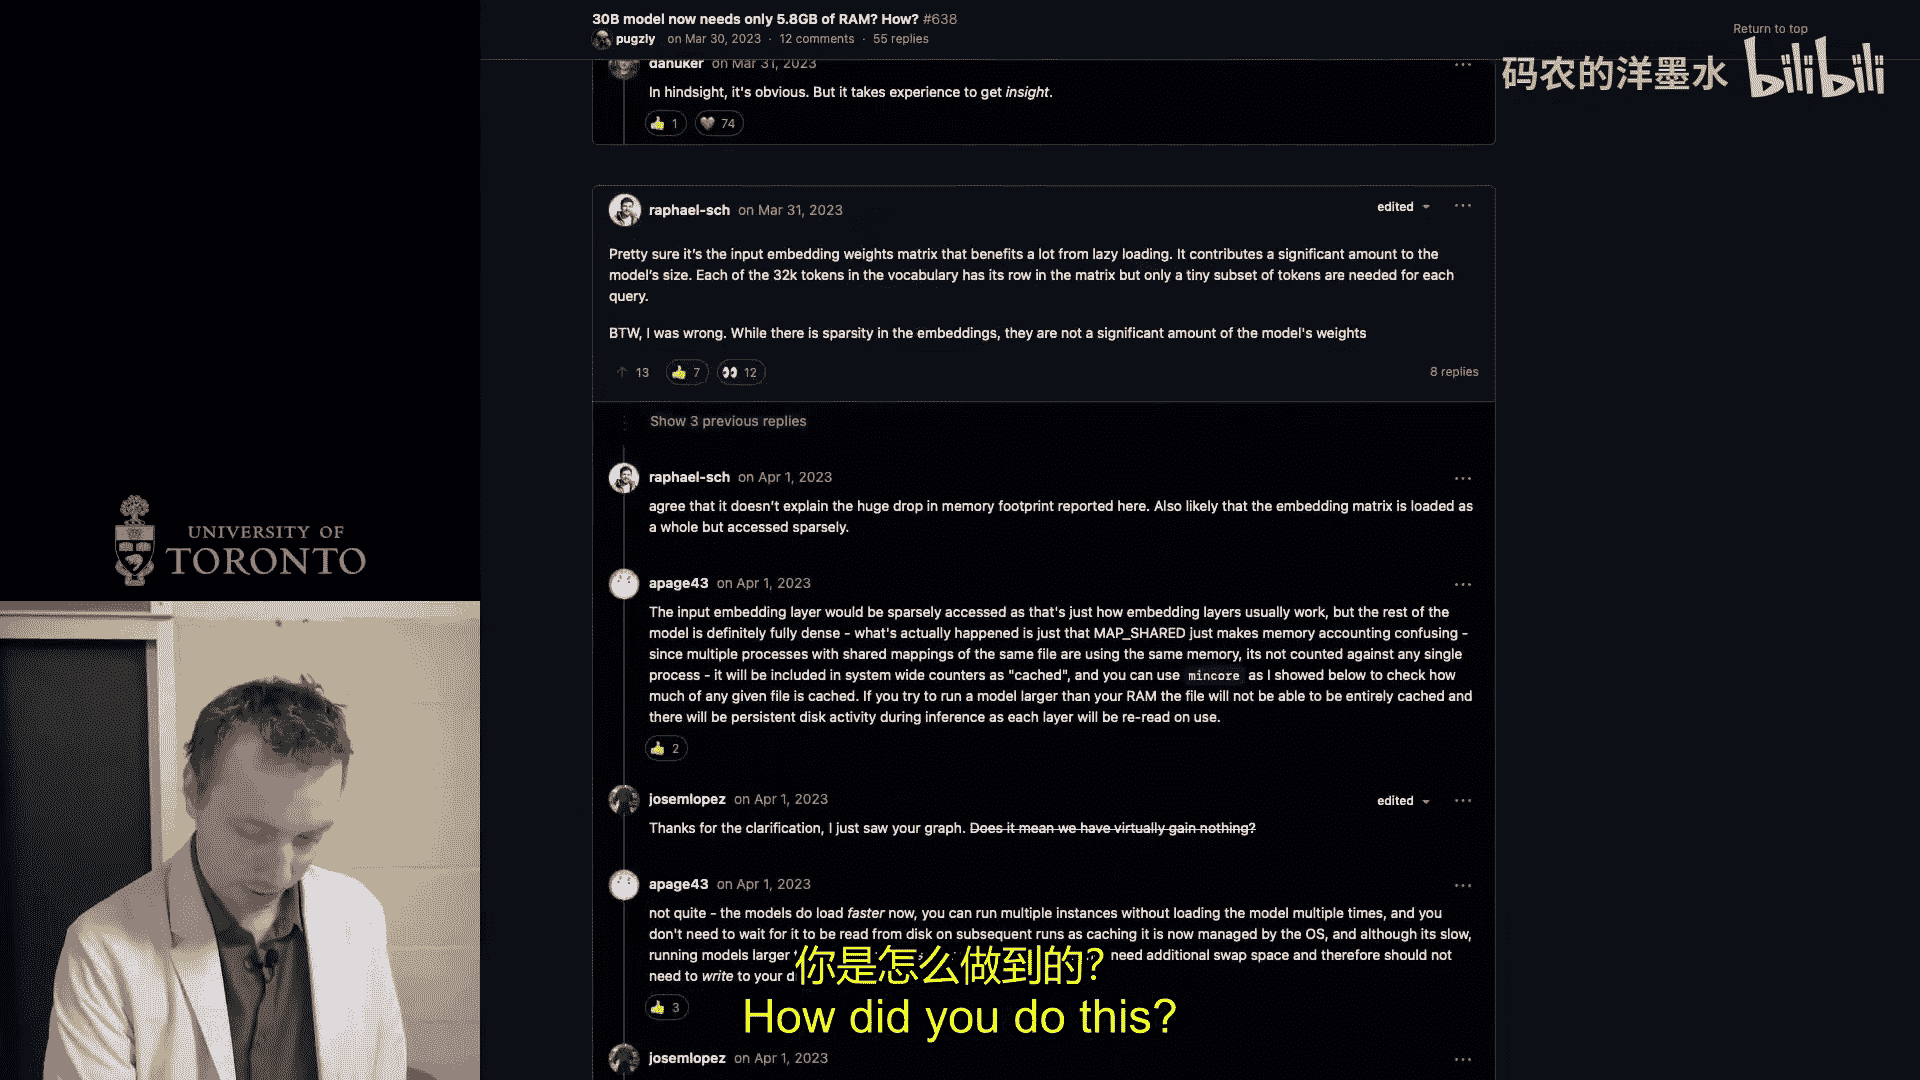 30B model now needs only 5.8GB of RAM? How? #638
pugzly on Mar 30, 2023 · 12 comments · 55 replies
Return to top
码农的洋墨水 bilibili
danuker on Mar 31, 2023
In hindsight, it's obvious. But it takes experience to get insight.
1 74
raphael-sch on Mar 31, 2023
edited
Pretty sure it's the input embedding weights matrix that benefits a lot from lazy loading. It contributes a significant amount to the
model's size. Each of the 32k tokens in the vocabulary has its row in the matrix but only a tiny subset of tokens are needed for each
query.
BTW, I was wrong. While there is sparsity in the embeddings, they are not a significant amount of the model's weights
13 7 12
8 replies
Show 3 previous replies
raphael-sch on Apr 1, 2023
agree that it doesn't explain the huge drop in memory footprint reported here. Also likely that the embedding matrix is loaded as
a whole but accessed sparsely.
UNIVERSITY OF
TORONTO
apage43 on Apr 1, 2023
The input embedding layer would be sparsely accessed as that's just how embedding layers usually work, but the rest of the
model is definitely fully dense - what's actually happened is just that MAP_SHARED just makes memory accounting confusing -
since multiple processes with shared mappings of the same file are using the same memory, its not counted against any single
process - it will be included in system wide counters as "cached", and you can use mincore as I showed below to check how
much of any given file is cached. If you try to run a model larger than your RAM the file will not be able to be entirely cached and
there will be persistent disk activity during inference as each layer will be re-read on use.
2
josemlopez on Apr 1, 2023
edited
Thanks for the clarification, I just saw your graph. Does it mean we have virtually gain nothing?
apage43 on Apr 1, 2023
not quite - the models do load faster now, you can run multiple instances without loading the model multiple times, and you
don't need to wait for it to be read from disk on subsequent runs as caching it is now managed by the OS, and although its slow,
running models larger need additional swap space and therefore should not
need to write to your
3
你是怎么做到的?
How did you do this?
josemlopez on Apr 1, 2023